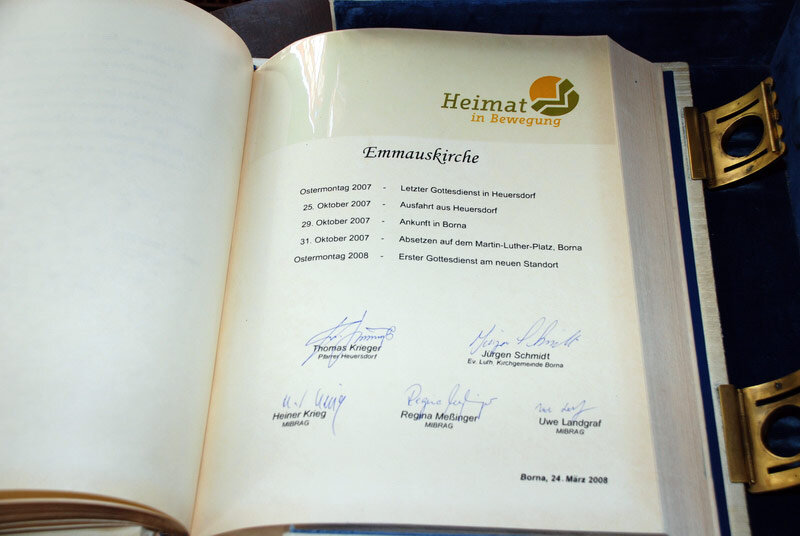 Heimat
in Bewegung
Emmauskirche
Ostermontag 2007 - Letzter Gottesdienst in Heuersdorf
25. Oktober 2007 - Ausfahrt aus Heuersdorf
29. Oktober 2007 - Ankunft in Borna
31. Oktober 2007 - Absetzen auf dem Martin-Luther-Platz, Borna
Ostermontag 2008 - Erster Gottesdienst am neuen Standort
Thomas Krieger
Pfarrer Heuersdorf
Jürgen Schmidt
Ev. Luth. Kirchgemeinde Borna
Heiner Krieg
MIBRAG
Regina Meßinger
MIBRAG
Uwe Landgraf
MIBRAG
Borna, 24. März 2008